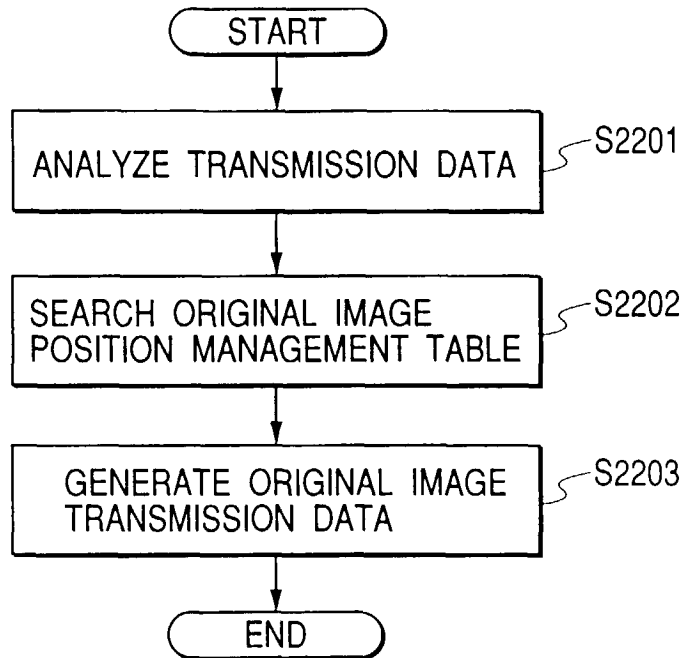 START
ANALYZE TRANSMISSION DATA
S2201
SEARCH ORIGINAL IMAGE
POSITION MANAGEMENT TABLE
S2202
GENERATE ORIGINAL IMAGE
TRANSMISSION DATA
S2203
END